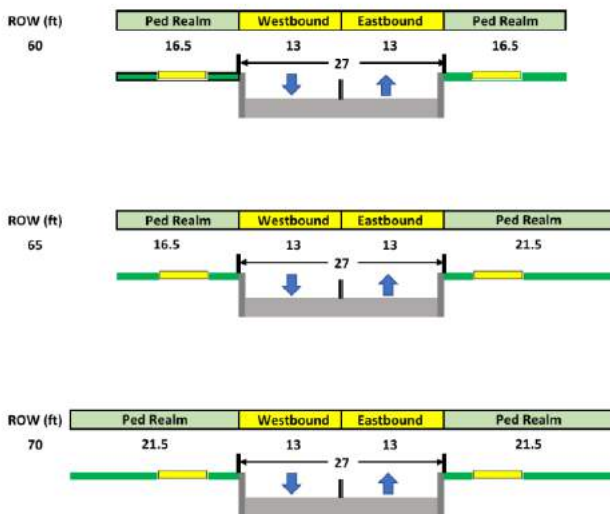 ROW (ft) Ped Realm Westbound Eastbound Ped Realm
60 16.5 13 13 16.5
27
ROW (ft) Ped Realm Westbound Eastbound Ped Realm
65 16.5 13 13 21.5
27
ROW (ft) Ped Realm Westbound Eastbound Ped Realm
70 21.5 13 13 21.5
27